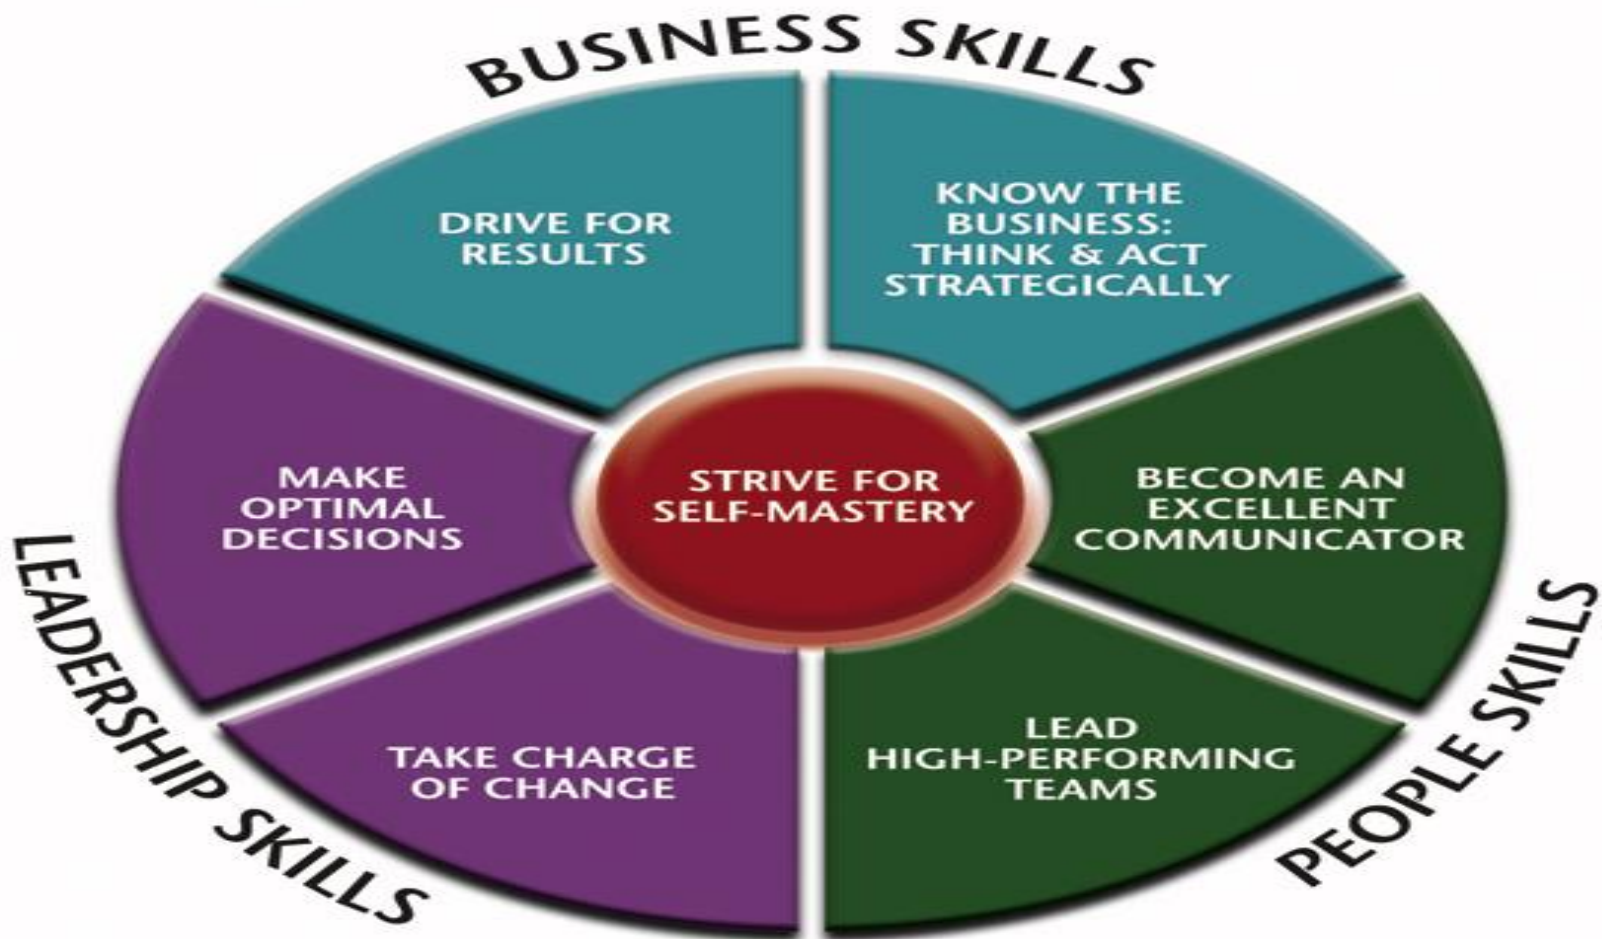 BUSINESS SKILLS
DRIVE FOR
RESULTS
KNOW THE
BUSINESS:
THINK & ACT
STRATEGICALLY
MAKE
OPTIMAL
DECISIONS
STRIVE FOR
SELF-MASTERY
BECOME AN
EXCELLENT
COMMUNICATOR
TAKE CHARGE
OF CHANGE
LEAD
HIGH-PERFORMING
TEAMS
LEADERSHIP SKILLS
PEOPLE SKILLS